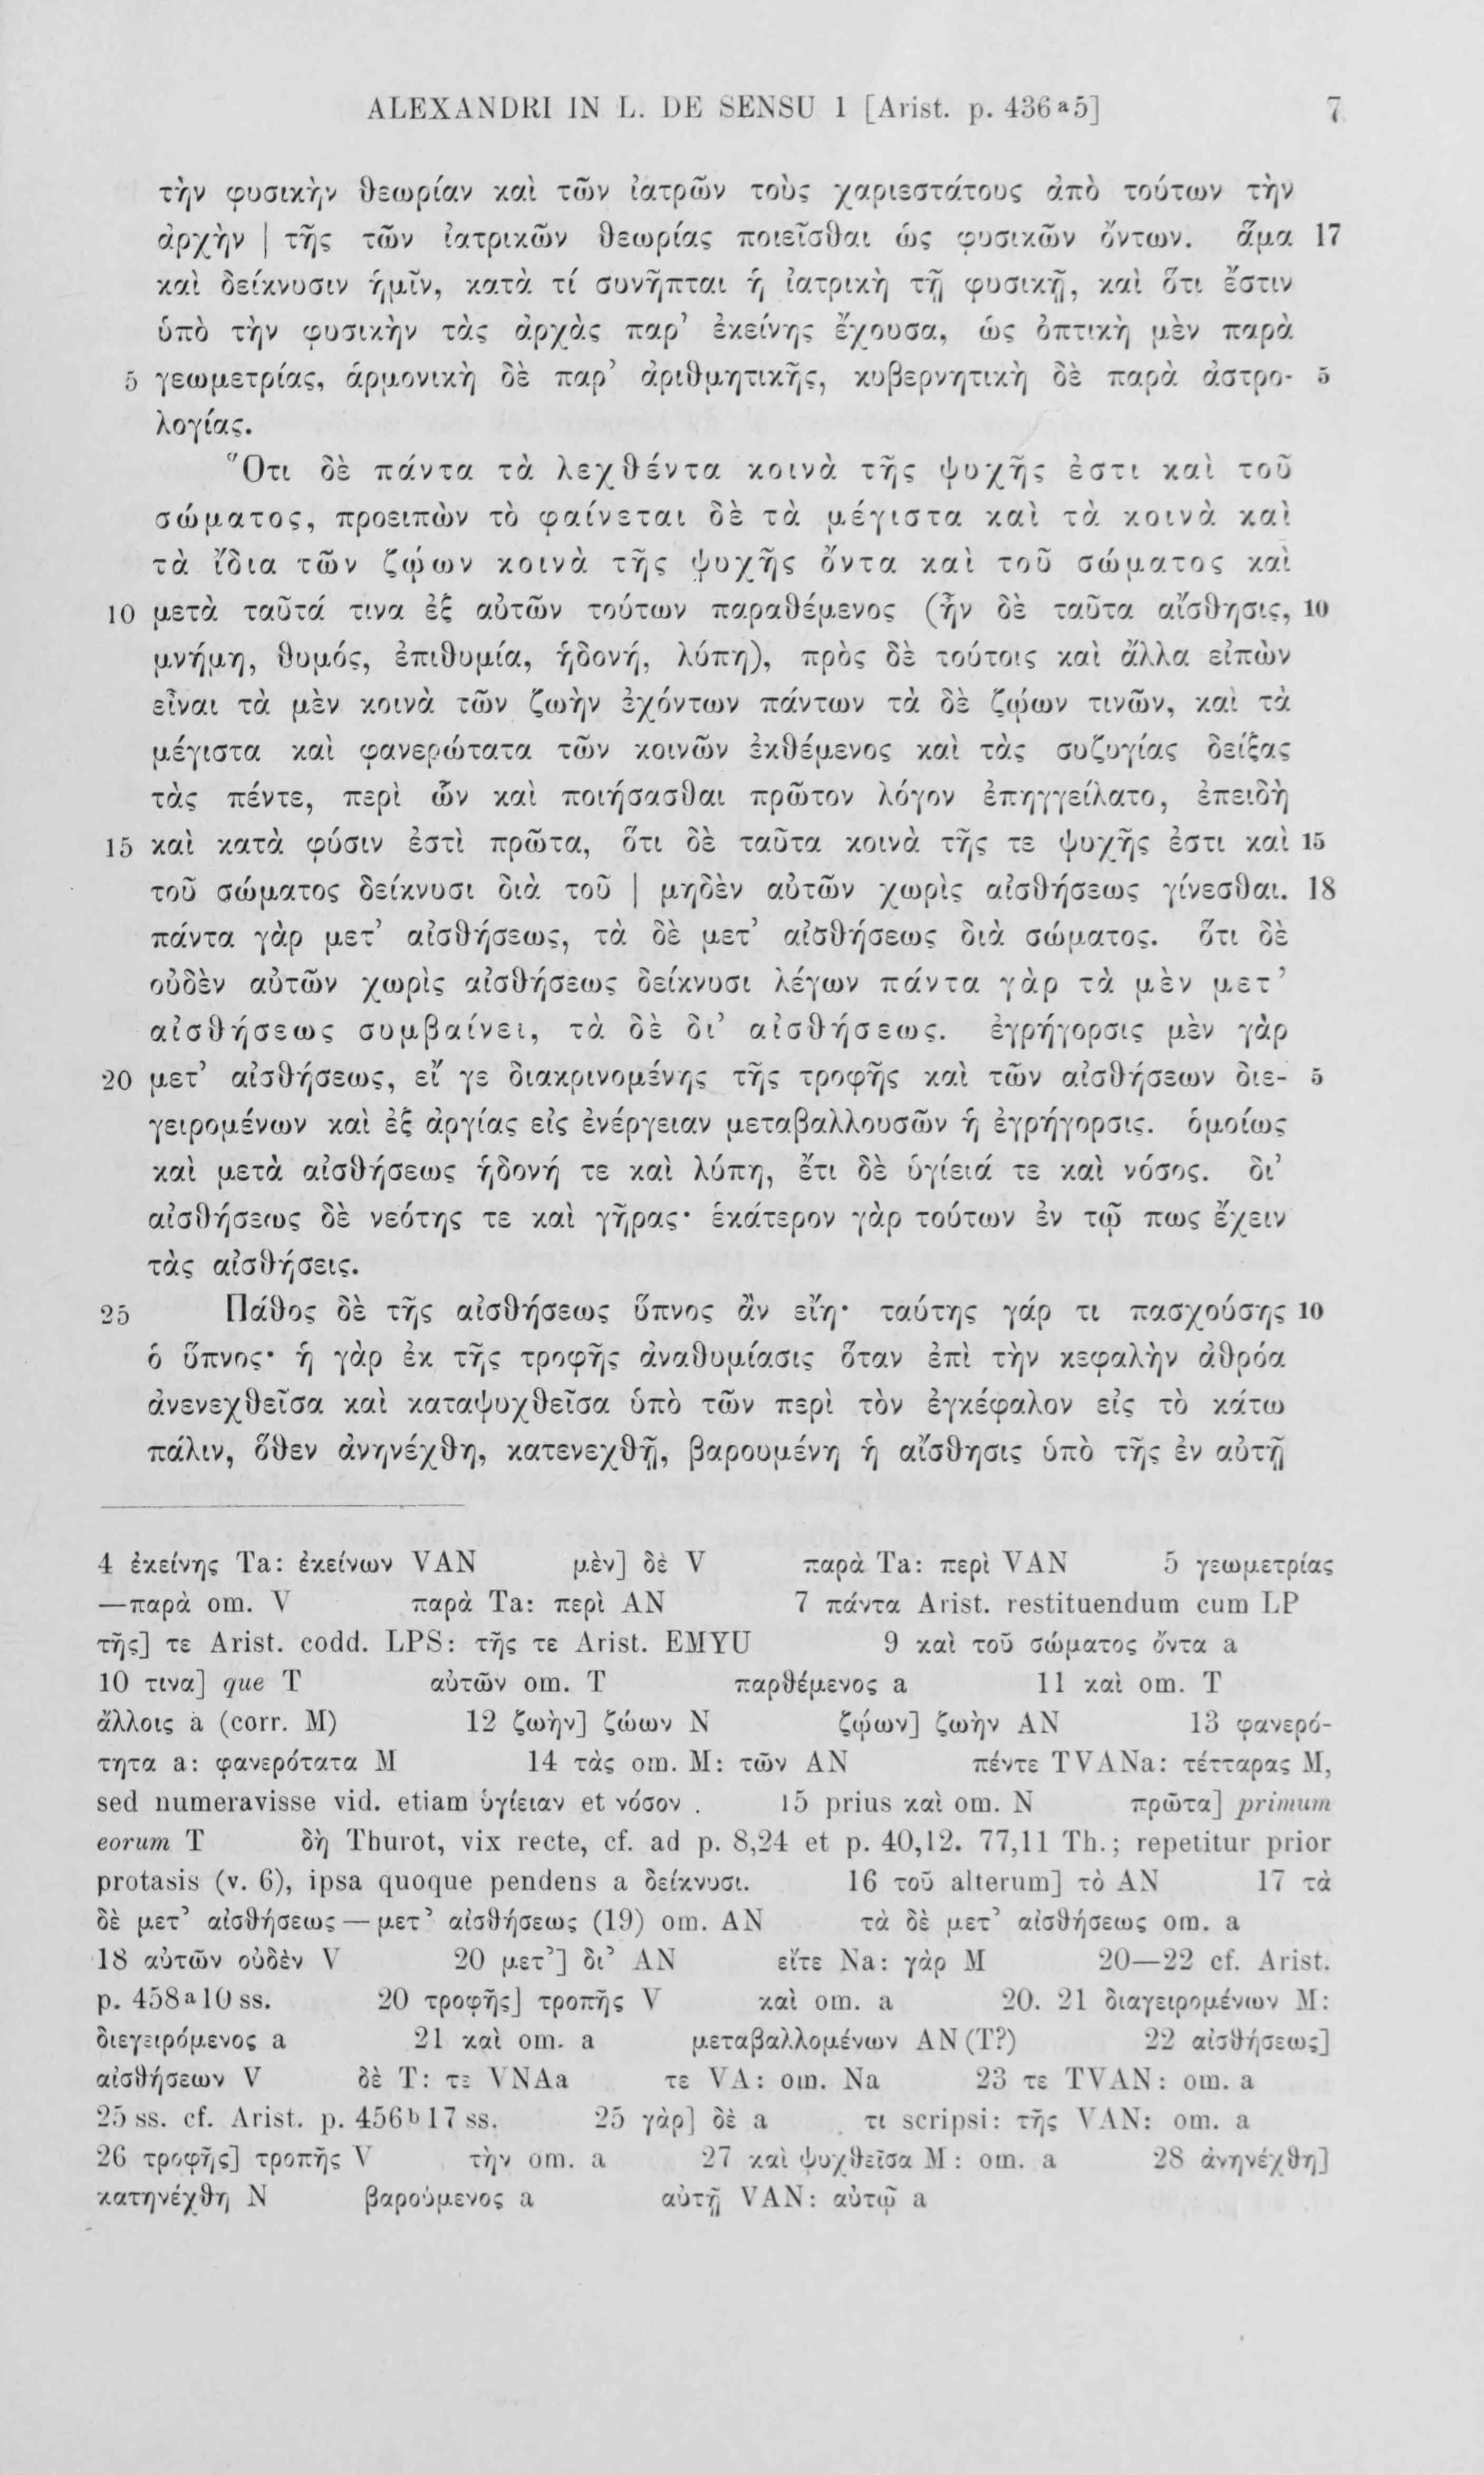 ALEXANDRI IN L. DE SENSU 1 [Arist. p. 436ª5] 7
τὴν φυσικὴν θεωρίαν καὶ τῶν ἰατρῶν τοὺς χαριεστάτους ἀπὸ τούτων τὴν
ἀρχὴν | τῆς τῶν ἰατρικῶν θεωρίας ποιεῖσθαι ὡς φυσικῶν ὄντων. ἅμα 17
καὶ δείκνυσιν ἡμῖν, κατὰ τί συνῆπται ἡ ἰατρικὴ τῇ φυσικῇ, καὶ ὅτι ἔστιν
ὑπὸ τὴν φυσικὴν τὰς ἀρχὰς παρ’ ἐκείνης ἔχουσα, ὡς ὀπτικὴ μὲν παρὰ
5 γεωμετρίας, ἁρμονικὴ δὲ παρ’ ἀριθμητικῆς, κυβερνητικὴ δὲ παρὰ ἀστρο- 5
λογίας.
Ὅτι δὲ πάντα τὰ λεχθέντα κοινὰ τῆς ψυχῆς ἐστι καὶ τοῦ
σώματος, προειπὼν τὸ φαίνεται δὲ τὰ μέγιστα καὶ τὰ κοινὰ καὶ
τὰ ἴδια τῶν ζῴων κοινὰ τῆς ψυχῆς ὄντα καὶ τοῦ σώματος καὶ
10 μετὰ ταῦτά τινα ἐξ αὐτῶν τούτων παραθέμενος (ἦν δὲ ταῦτα αἴσθησις, 10
μνήμη, θυμός, ἐπιθυμία, ἡδονή, λύπη), πρὸς δὲ τούτοις καὶ ἄλλα εἰπὼν
εἶναι τὰ μὲν κοινὰ τῶν ζωὴν ἐχόντων πάντων τὰ δὲ ζῴων τινῶν, καὶ τὰ
μέγιστα καὶ φανερώτατα τῶν κοινῶν ἐκθέμενος καὶ τὰς συζυγίας δείξας
τὰς πέντε, περὶ ὧν καὶ ποιήσασθαι πρῶτον λόγον ἐπηγγείλατο, ἐπειδὴ
15 καὶ κατὰ φύσιν ἐστὶ πρῶτα, ὅτι δὲ ταῦτα κοινὰ τῆς τε ψυχῆς ἐστι καὶ 15
τοῦ σώματος δείκνυσι διὰ τοῦ | μηδὲν αὐτῶν χωρὶς αἰσθήσεως γίνεσθαι. 18
πάντα γὰρ μετ’ αἰσθήσεως, τὰ δὲ μετ’ αἰσθήσεως διὰ σώματος. ὅτι δὲ
οὐδὲν αὐτῶν χωρὶς αἰσθήσεως δείκνυσι λέγων πάντα γὰρ τὰ μὲν μετ’
αἰσθήσεως συμβαίνει, τὰ δὲ δι’ αἰσθήσεως. ἐγρήγορσις μὲν γὰρ
20 μετ’ αἰσθήσεως, εἴ γε διακρινομένης τῆς τροφῆς καὶ τῶν αἰσθήσεων διε- 5
γειρομένων καὶ ἐξ ἀργίας εἰς ἐνέργειαν μεταβαλλουσῶν ἡ ἐγρήγορσις. ὁμοίως
καὶ μετὰ αἰσθήσεως ἡδονή τε καὶ λύπη, ἔτι δὲ ὑγίειά τε καὶ νόσος. δι’
αἰσθήσεως δὲ νεότης τε καὶ γῆρας· ἑκάτερον γὰρ τούτων ἐν τῷ πως ἔχειν
τὰς αἰσθήσεις.
25 Πάθος δὲ τῆς αἰσθήσεως ὕπνος ἂν εἴη· ταύτης γάρ τι πασχούσης 10
ὁ ὕπνος· ἡ γὰρ ἐκ τῆς τροφῆς ἀναθυμίασις ὅταν ἐπὶ τὴν κεφαλὴν ἀθρόα
ἀνενεχθεῖσα καὶ καταψυχθεῖσα ὑπὸ τῶν περὶ τὸν ἐγκέφαλον εἰς τὸ κάτω
πάλιν, ὅθεν ἀνηνέχθη, κατενεχθῇ, βαρουμένη ἡ αἴσθησις ὑπὸ τῆς ἐν αὐτῇ
4 ἐκείνης Ta: ἐκείνων VAN μὲν] δὲ V παρὰ Ta: περὶ VAN 5 γεωμετρίας
—παρὰ om. V παρὰ Ta: περὶ AN 7 πάντα Arist. restituendum cum LP
τῆς] τε Arist. codd. LPS: τῆς τε Arist. EMYU 9 καὶ τοῦ σώματος ὄντα a
10 τινα] que T αὐτῶν om. T παρθέμενος a 11 καὶ om. T
ἄλλοις a (corr. M) 12 ζωὴν] ζώων N ζῴων] ζωὴν AN 13 φανερό-
τητα a: φανερότατα M 14 τὰς om. M: τῶν AN πέντε TVANa: τέτταρας M,
sed numeravisse vid. etiam ὑγίειαν et νόσον . 15 prius καὶ om. N πρῶτα] primum
eorum T δὴ Thurot, vix recte, cf. ad p. 8,24 et p. 40,12. 77,11 Th.; repetitur prior
protasis (v. 6), ipsa quoque pendens a δείκνυσι. 16 τοῦ alterum] τὸ AN 17 τὰ
δὲ μετ’ αἰσθήσεως — μετ’ αἰσθήσεως (19) om. AN τὰ δὲ μετ’ αἰσθήσεως om. a
18 αὐτῶν οὐδὲν V 20 μετ’] δι’ AN εἴτε Na: γὰρ M 20—22 cf. Arist.
p. 458ª10 ss. 20 τροφῆς] τροπῆς V καὶ om. a 20. 21 διαγειρομένων M:
διεγειρόμενος a 21 καὶ om. a μεταβαλλομένων AN (T?) 22 αἰσθήσεως]
αἰσθήσεων V δὲ T: τε VNAa τε VA: om. Na 23 τε TVAN: om. a
25 ss. cf. Arist. p. 456ᵇ17 ss. 25 γὰρ] δὲ a τι scripsi: τῆς VAN: om. a
26 τροφῆς] τροπῆς V τὴν om. a 27 καὶ ψυχθεῖσα M: om. a 28 ἀνηνέχθη]
κατηνέχθη N βαρούμενος a αὐτῇ VAN: αὐτῷ a